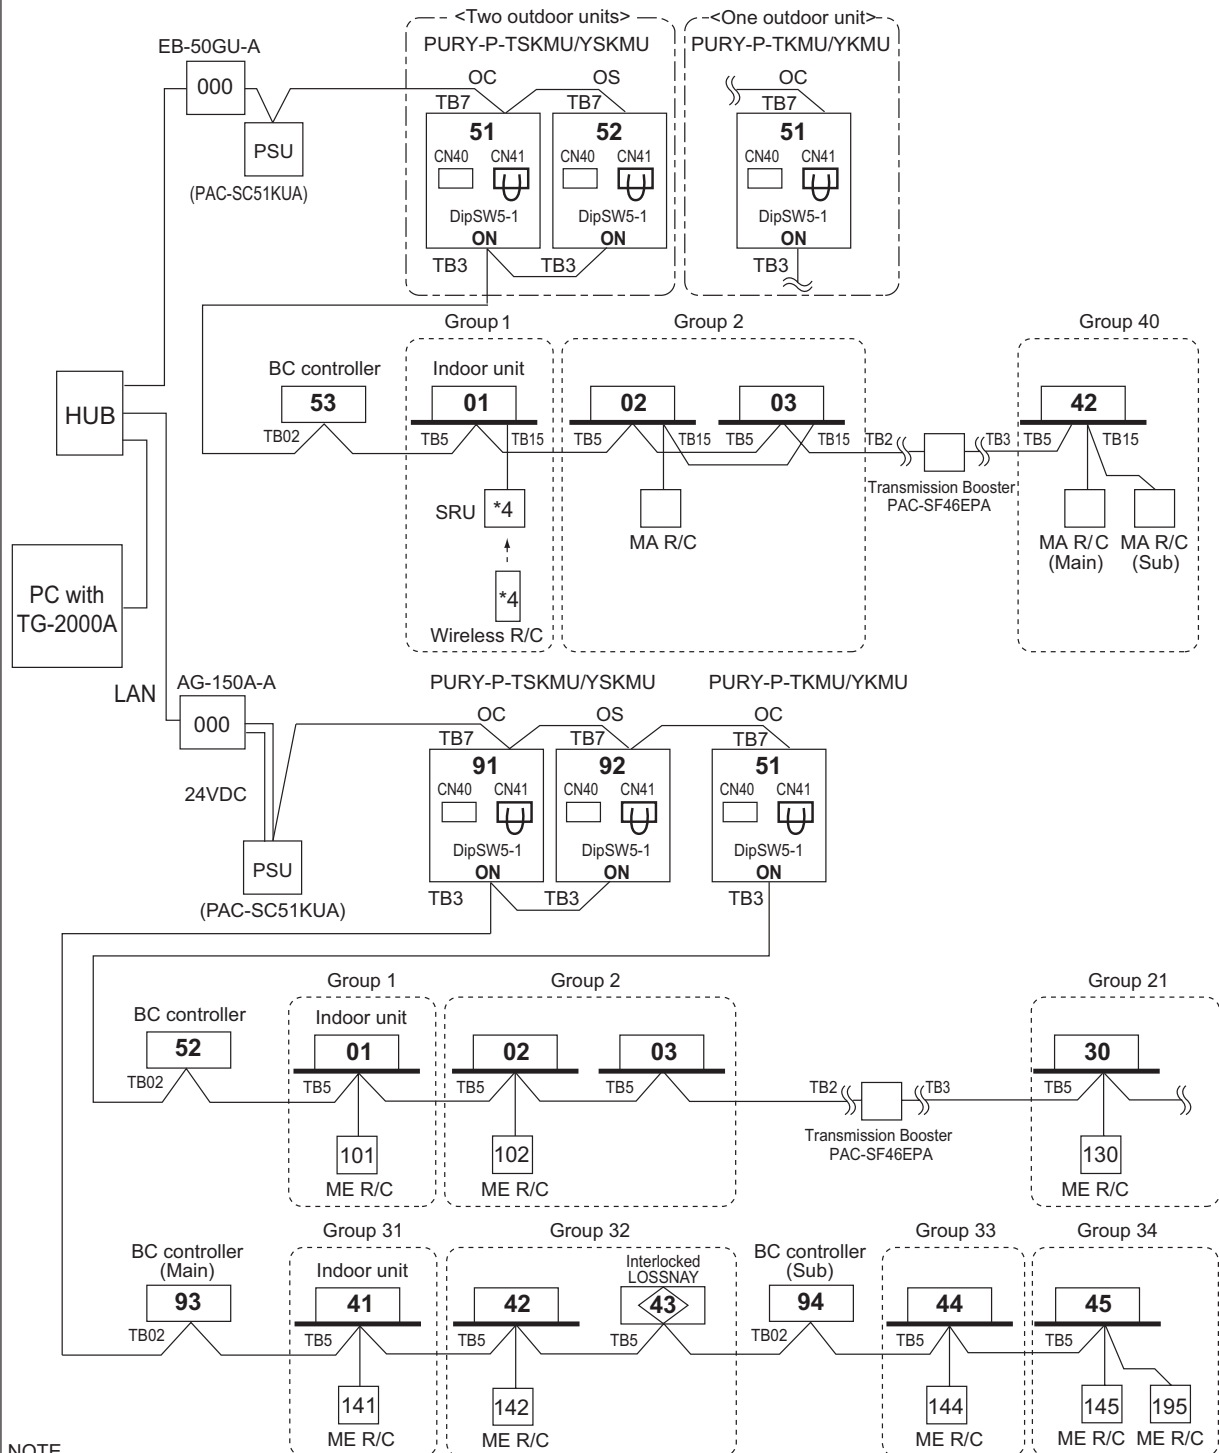 <Two outdoor units>
<One outdoor unit>
EB-50GU-A
PURY-P-TSKMU/YSKMU
PURY-P-TKMU/YKMU
000
OC
OS
OC
TB7
TB7
TB7
PSU
51
52
51
CN40
CN41
CN40
CN41
CN40
CN41
(PAC-SC51KUA)
DipSW5-1
DipSW5-1
DipSW5-1
ON
ON
ON
TB3
TB3
TB3
Group 1
Group 2
Group 40
BC controller
Indoor unit
HUB
53
01
02
03
42
TB02
TB5
TB15
TB5
TB15
TB5
TB15
TB2
TB3
TB5
TB15
Transmission Booster
PAC-SF46EPA
SRU
*4
MA R/C
MA R/C
(Main)
MA R/C
(Sub)
PC with
TG-2000A
*4
Wireless R/C
LAN
AG-150A-A
PURY-P-TSKMU/YSKMU
PURY-P-TKMU/YKMU
000
OC
OS
OC
TB7
TB7
TB7
91
92
51
24VDC
CN40
CN41
CN40
CN41
CN40
CN41
DipSW5-1
DipSW5-1
DipSW5-1
PSU
ON
ON
ON
TB3
TB3
TB3
(PAC-SC51KUA)
Group 1
Group 2
Group 21
BC controller
Indoor unit
52
01
02
03
30
TB02
TB5
TB5
TB5
TB2
TB3
TB5
Transmission Booster
PAC-SF46EPA
101
102
130
ME R/C
ME R/C
ME R/C
Group 31
Group 32
Group 33
Group 34
BC controller
(Main)
Indoor unit
Interlocked
LOSSNAY
BC controller
(Sub)
93
41
42
43
94
44
45
TB02
TB5
TB5
TB5
TB02
TB5
TB5
141
142
144
145
195
ME R/C
ME R/C
ME R/C
ME R/C
ME R/C
NOTE